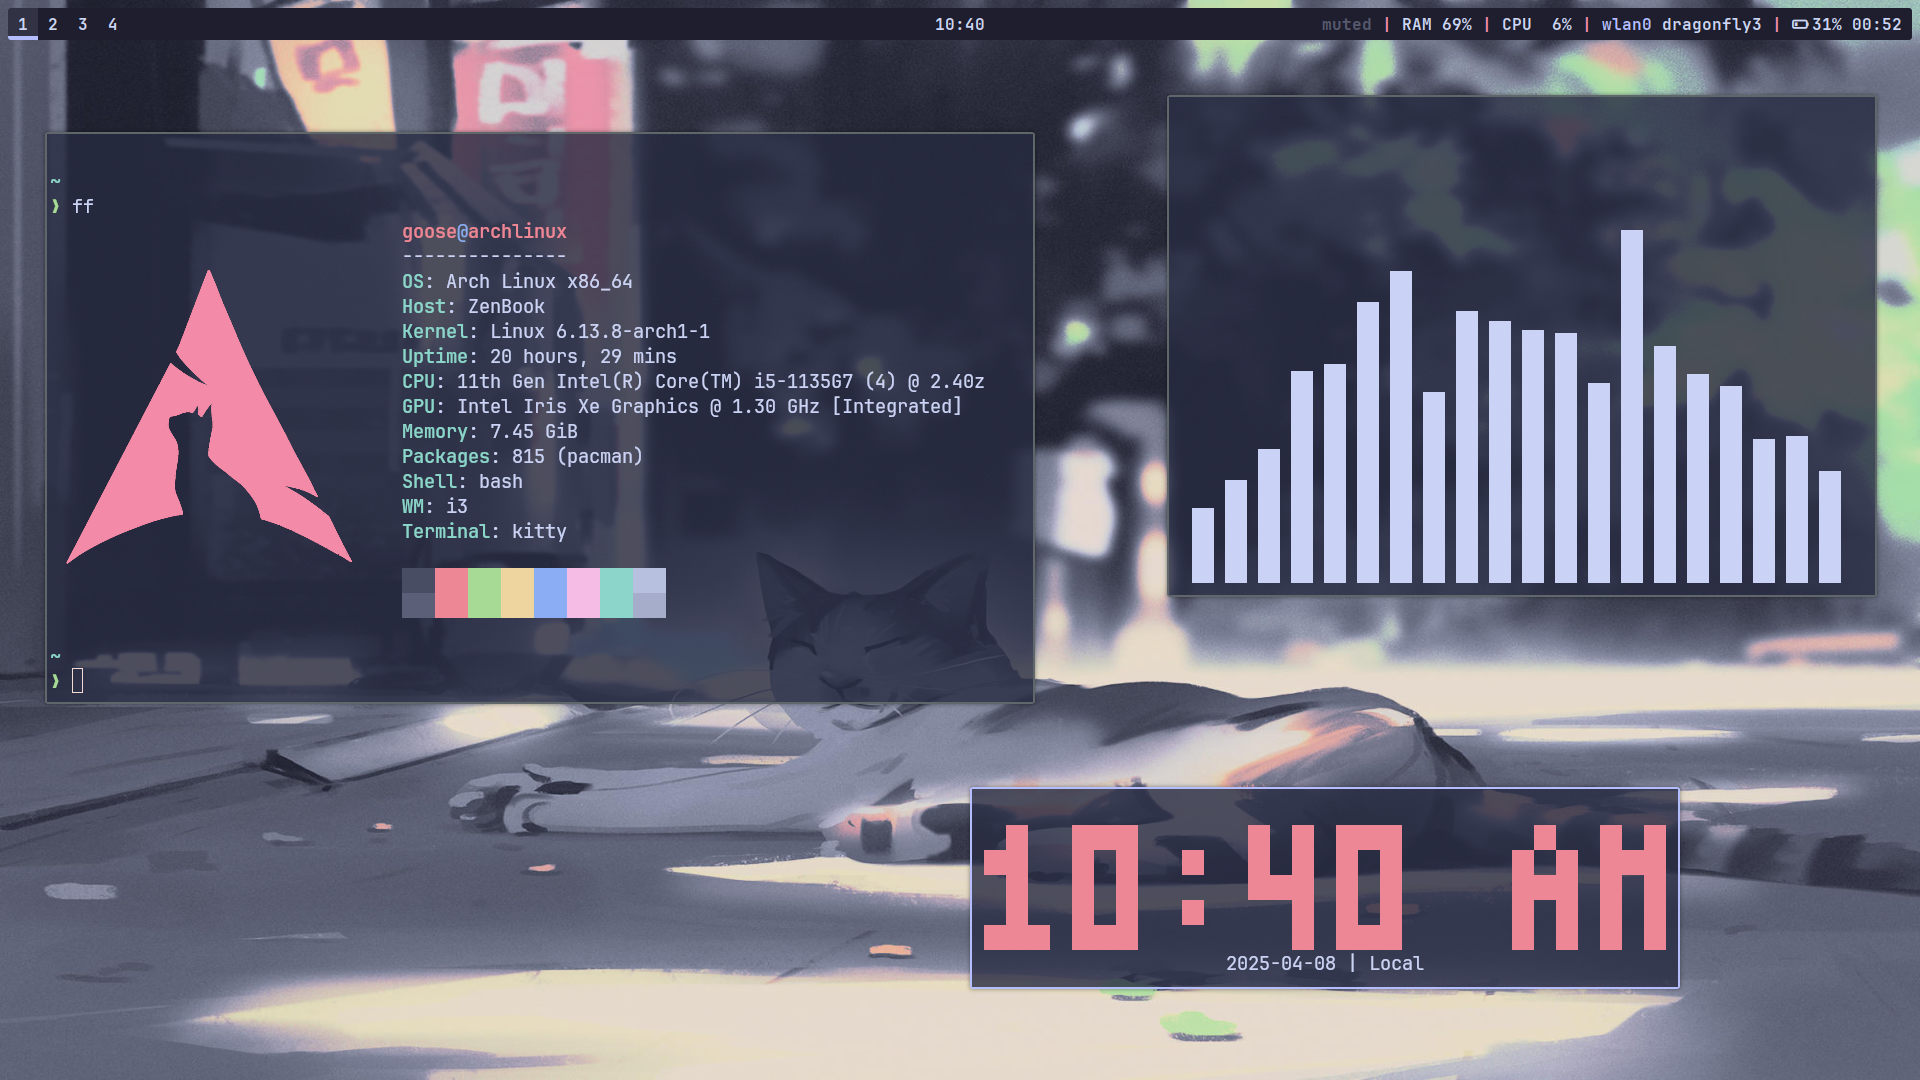 1 2 3 4
10:40
muted | RAM 69% | CPU 6% | wlan0 dragonfly3 | 31% 00:52
~
❯ ff
goose@archlinux
---------------
OS: Arch Linux x86_64
Host: ZenBook
Kernel: Linux 6.13.8-arch1-1
Uptime: 20 hours, 29 mins
CPU: 11th Gen Intel(R) Core(TM) i5-1135G7 (4) @ 2.40z
GPU: Intel Iris Xe Graphics @ 1.30 GHz [Integrated]
Memory: 7.45 GiB
Packages: 815 (pacman)
Shell: bash
WM: i3
Terminal: kitty
~
❯
10:40 AM
2025-04-08 | Local